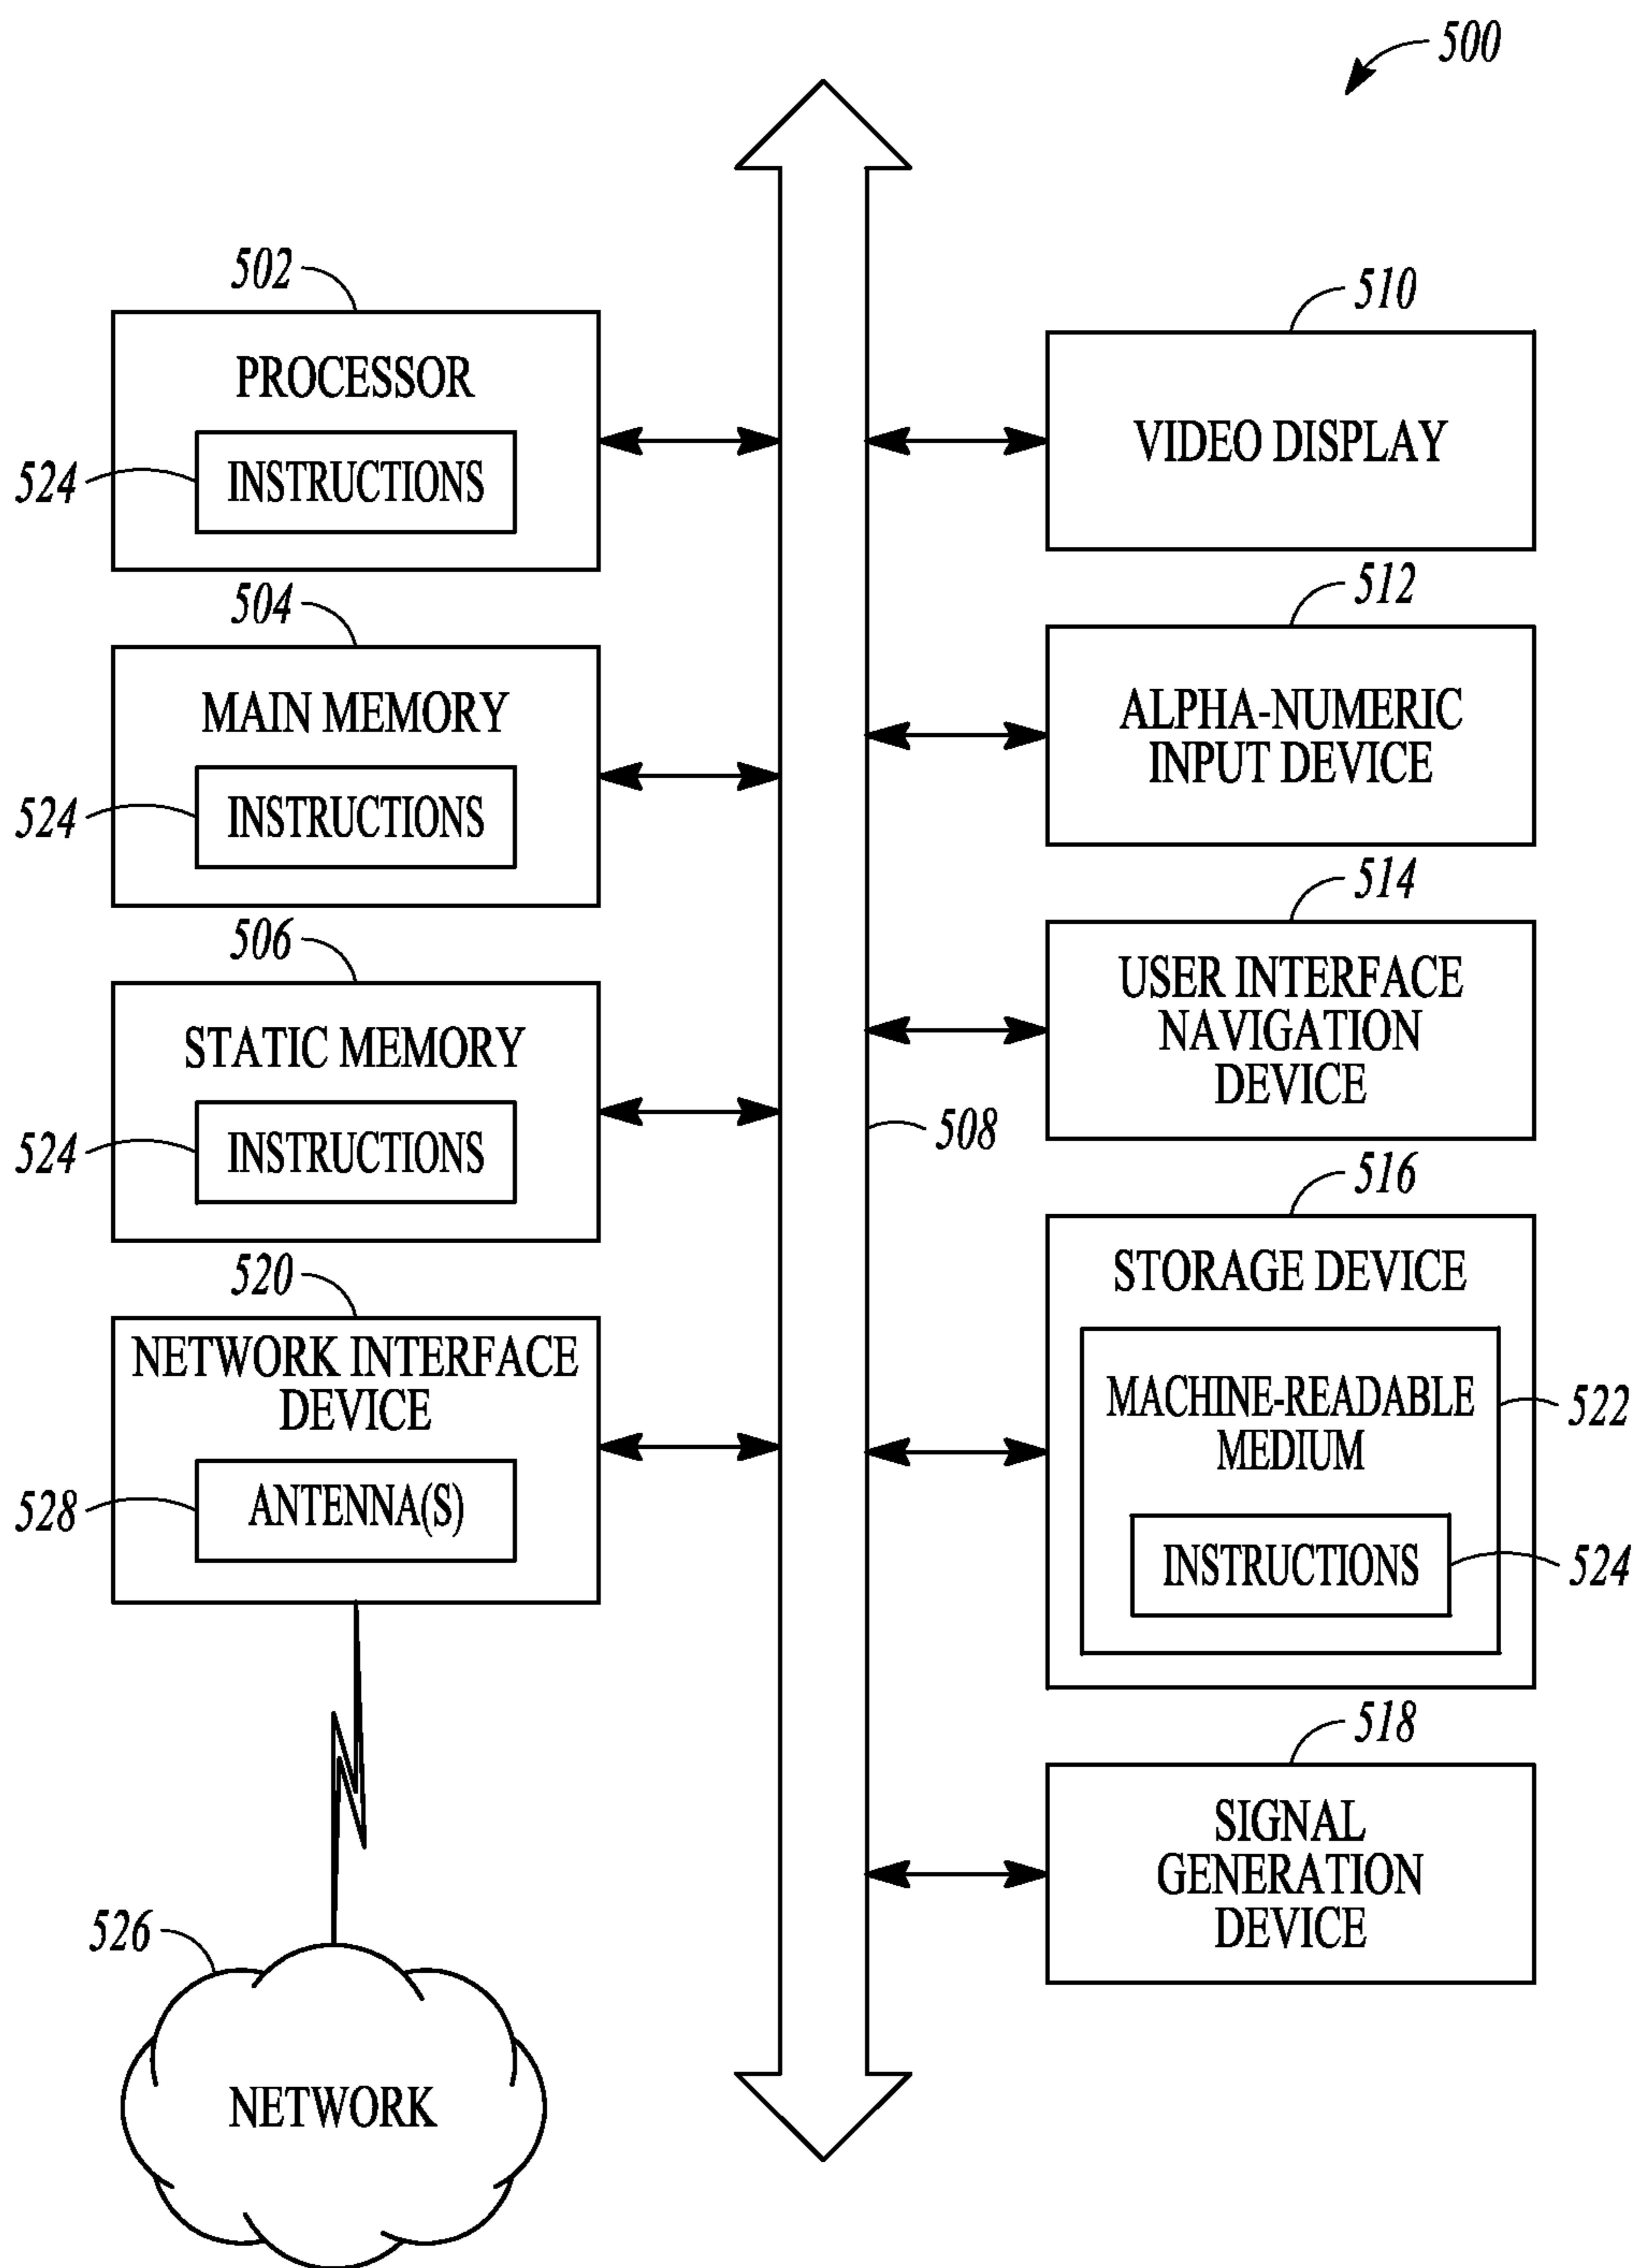 500
502
PROCESSOR
524
INSTRUCTIONS
504
MAIN MEMORY
524
INSTRUCTIONS
506
STATIC MEMORY
524
INSTRUCTIONS
520
NETWORK INTERFACE
DEVICE
528
ANTENNA(S)
526
NETWORK
508
510
VIDEO DISPLAY
512
ALPHA-NUMERIC
INPUT DEVICE
514
USER INTERFACE
NAVIGATION
DEVICE
516
STORAGE DEVICE
MACHINE-READABLE
MEDIUM
522
INSTRUCTIONS
524
518
SIGNAL
GENERATION
DEVICE